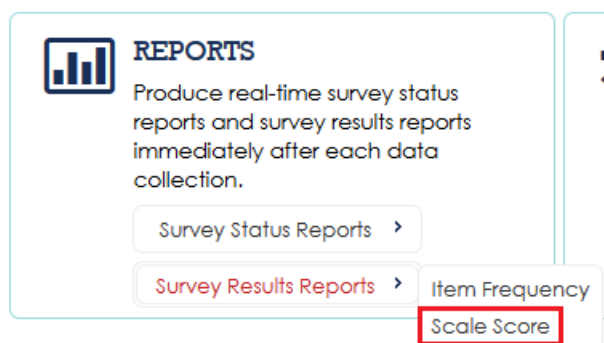 REPORTS
Produce real-time survey status
reports and survey results reports
immediately after each data
collection.
Survey Status Reports >
Survey Results Reports >
Item Frequency
Scale Score